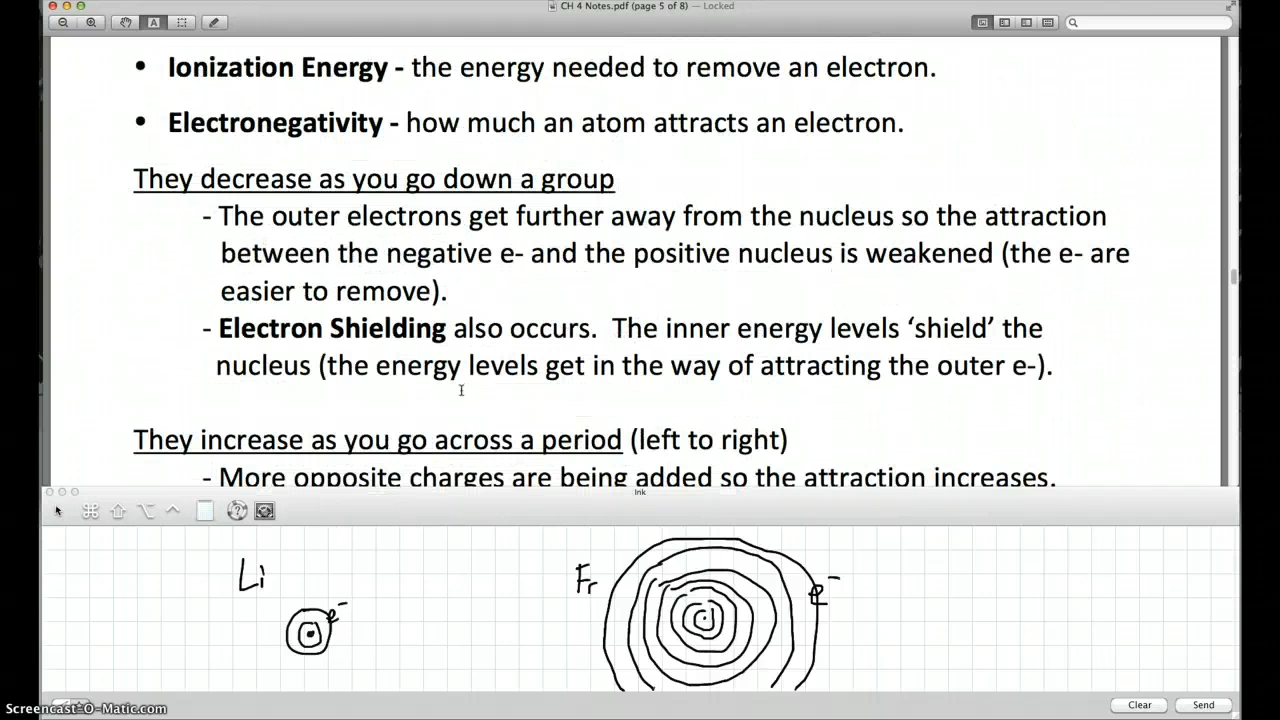 CH 4 Notes.pdf (page 5 of 8) — Locked
• Ionization Energy - the energy needed to remove an electron.
• Electronegativity - how much an atom attracts an electron.
They decrease as you go down a group
- The outer electrons get further away from the nucleus so the attraction
between the negative e- and the positive nucleus is weakened (the e- are
easier to remove).
- Electron Shielding also occurs.  The inner energy levels ‘shield’ the
nucleus (the energy levels get in the way of attracting the outer e-).
They increase as you go across a period (left to right)
- More opposite charges are being added so the attraction increases.
Ink
Li
e⁻
Fr
e⁻
Screencast-O-Matic.com
Clear
Send